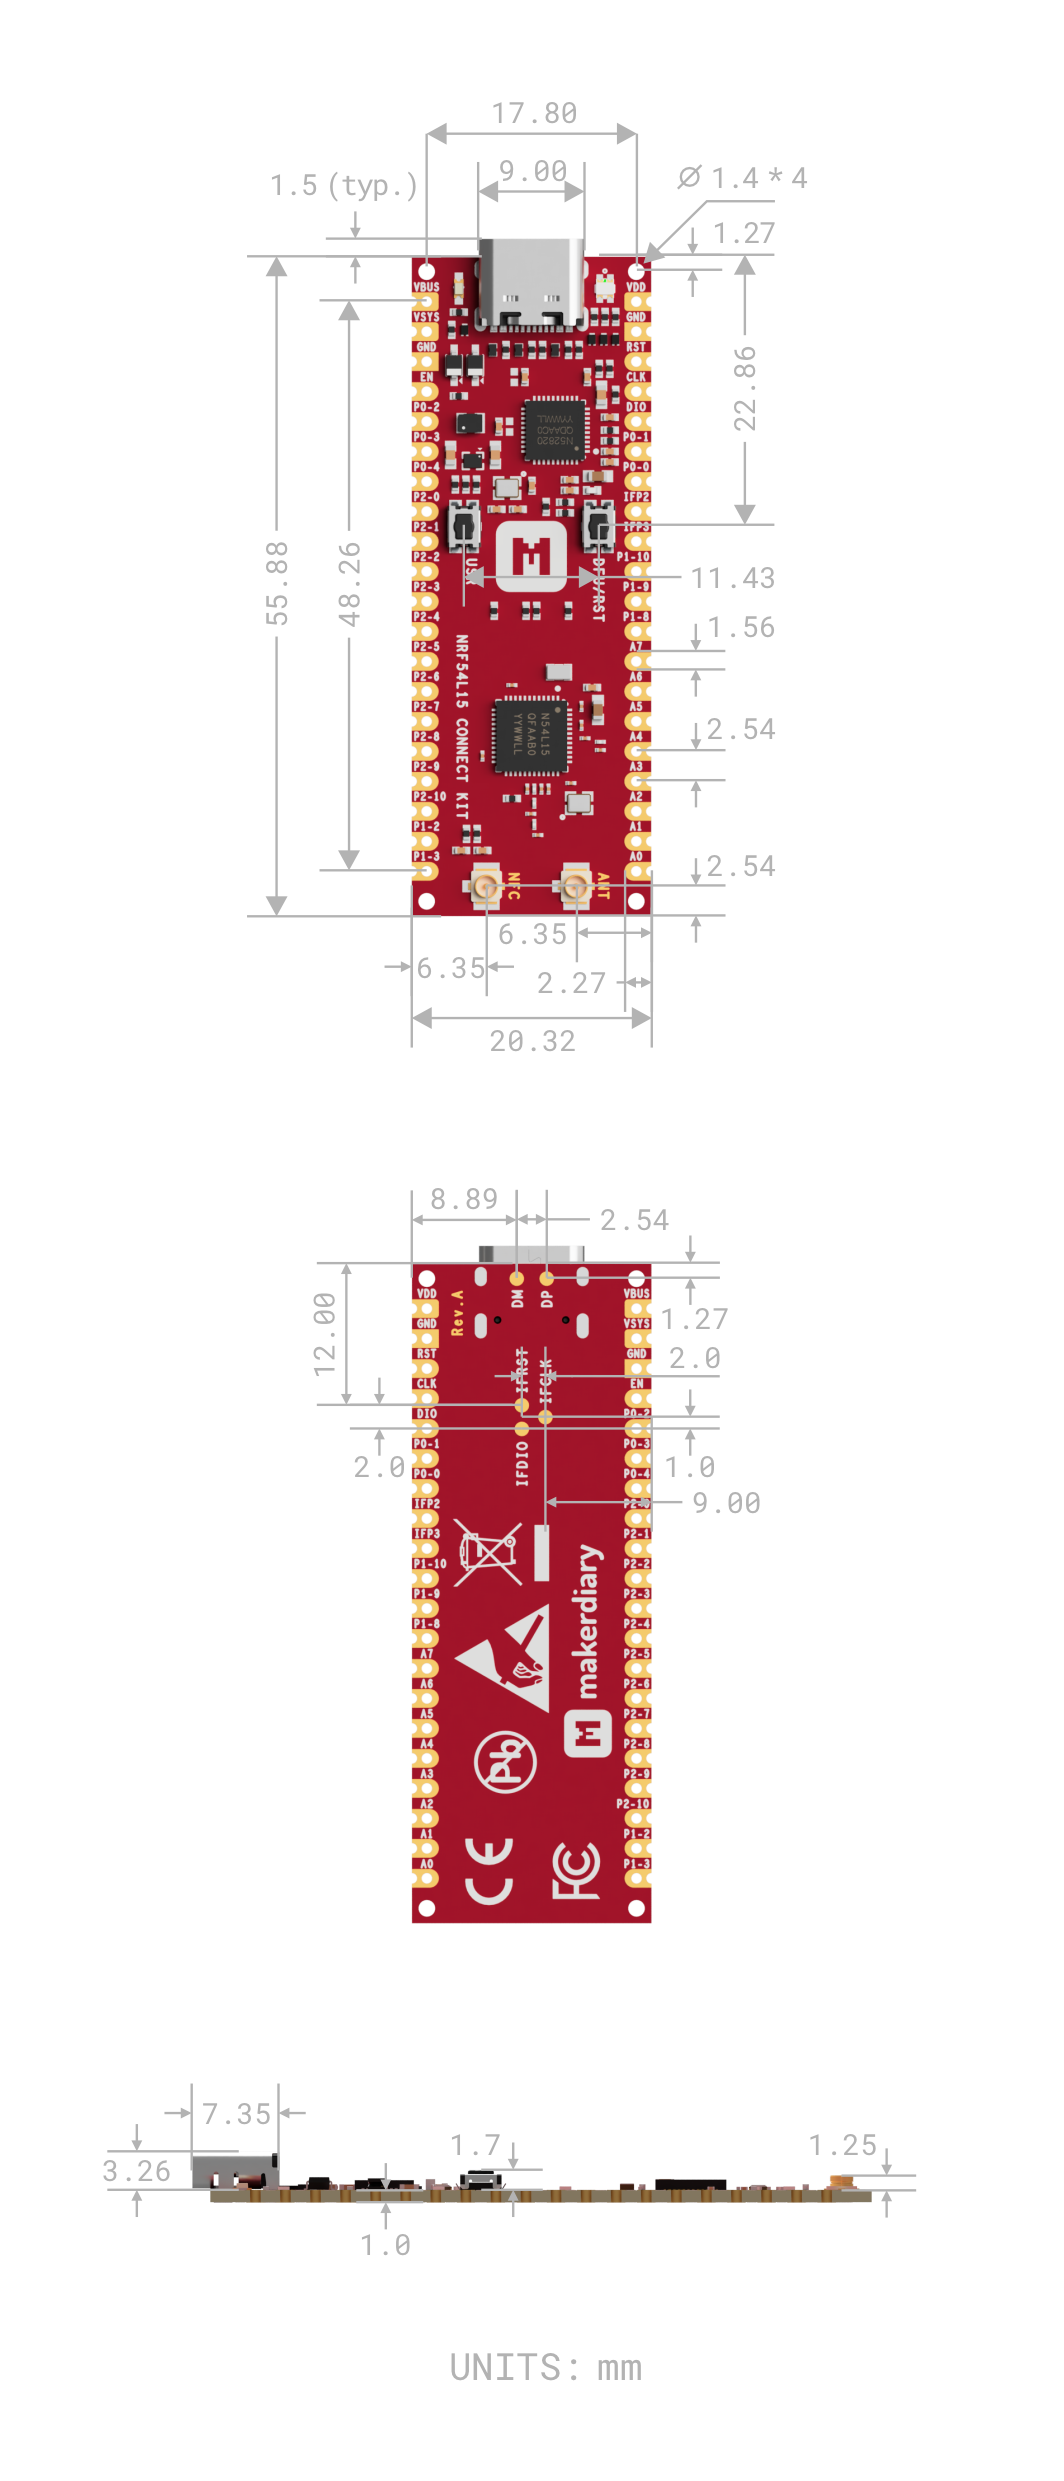 17.80
9.00
1.5 (typ.)
∅ 1.4 * 4
1.27
VBUS
VDD
VSYS
GND
GND
RST
EN
CLK
P0-2
DIO
P0-3
P0-1
P0-4
P0-0
P2-0
IFP2
P2-1
IFP3
P2-2
P1-10
P2-3
P1-9
P2-4
P1-8
P2-5
A7
P2-6
A6
P2-7
A5
P2-8
A4
P2-9
A3
P2-10
A2
P1-2
A1
P1-3
A0
N52820
QDAAC0
YYWWLL
USR
DFU/RST
NRF54L15 CONNECT KIT
N54L15
QFAAB0
YYWWLL
NFC
ANT
22.86
55.88
48.26
11.43
1.56
2.54
2.54
6.35
6.35
2.27
20.32
8.89
2.54
1.27
12.00
2.0
2.0
1.0
9.00
VDD
VBUS
GND
VSYS
RST
GND
CLK
EN
DIO
P0-2
P0-1
P0-3
P0-0
P0-4
IFP2
P2-0
IFP3
P2-1
P1-10
P2-2
P1-9
P2-3
P1-8
P2-4
A7
P2-5
A6
P2-6
A5
P2-7
A4
P2-8
A3
P2-9
A2
P2-10
A1
P1-2
A0
P1-3
Rev.A
DM
DP
IFRST
IFCLK
IFDIO
makerdiary
Pb
CE
FC
7.35
3.26
1.7
1.25
1.0
UNITS: mm